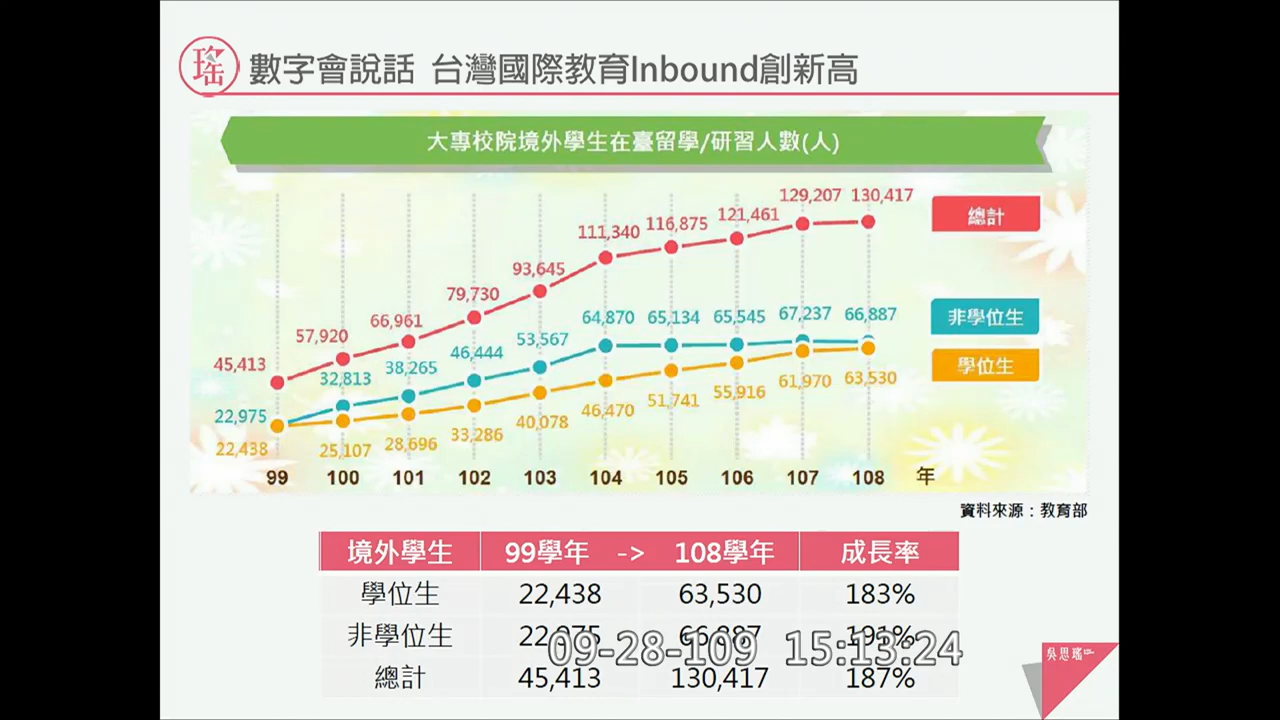 瑤 數字會說話 台灣國際教育Inbound創新高
大專校院境外學生在臺留學/研習人數(人)
129,207 130,417
111,340 116,875 121,461
總計
93,645
79,730
66,961
57,920
45,413
64,870 65,134 65,545 67,237 66,887
非學位生
53,567
46,444
38,265
32,813
22,975
學位生
22,438 25,107 28,696 33,286 40,078 46,470 51,741 55,916 61,970 63,530
99 100 101 102 103 104 105 106 107 108 年
資料來源：教育部
境外學生 99學年 -> 108學年 成長率
學位生 22,438 63,530 183%
非學位生 22,975 66,887 191%
09-28-109 15:13:24
總計 45,413 130,417 187%
吳思瑤